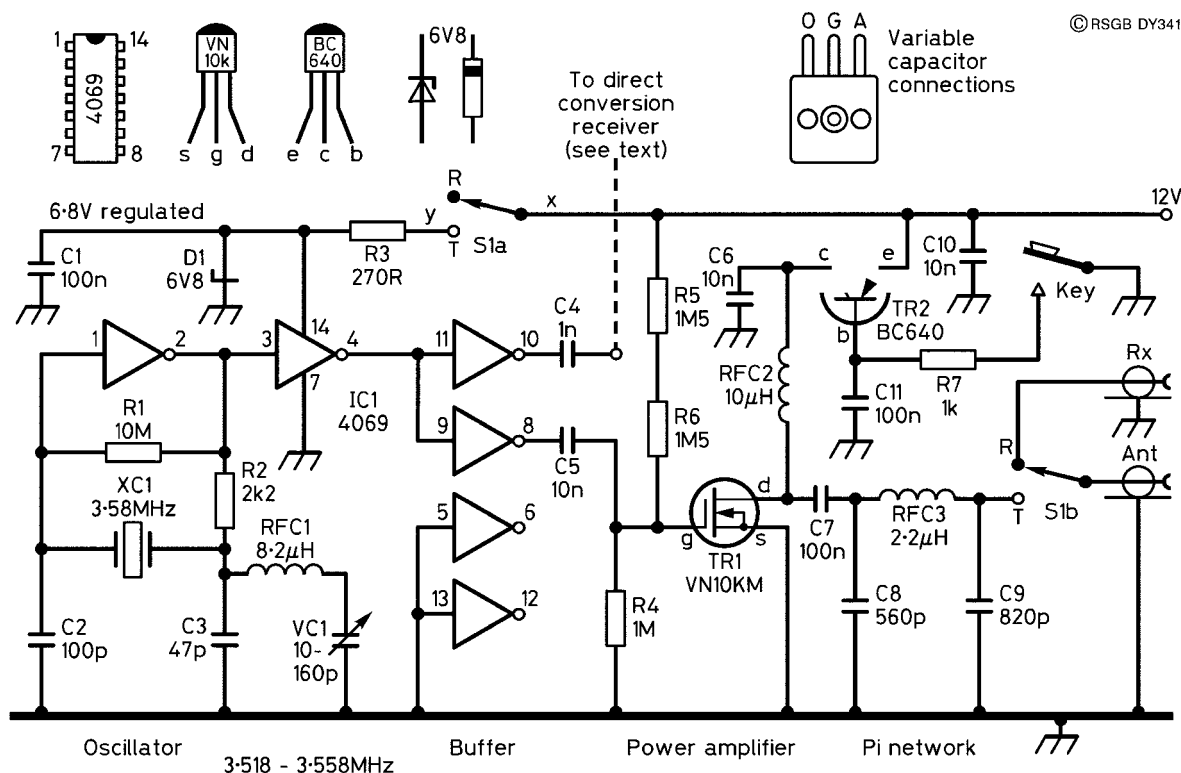 © RSGB DY341
1 14
4069
7 8
VN
10k
s g d
BC
640
e c b
6V8
To direct
conversion
receiver
(see text)
O G A
Variable
capacitor
connections
6·8V regulated
R
x
y
T
S1a
12V
C1
100n
D1
6V8
R3
270R
C6
10n
c
e
C10
10n
Key
R5
1M5
TR2
BC640
b
1
2
3
14
4
7
IC1
4069
11
10
C4
1n
RFC2
10µH
C11
100n
R7
1k
Rx
R1
10M
9
8
C5
10n
R6
1M5
R
Ant
R2
2k2
XC1
3·58MHz
RFC1
8·2µH
5
6
d
g
s
TR1
VN10KM
C7
100n
RFC3
2·2µH
T
S1b
C2
100p
C3
47p
VC1
10-
160p
13
12
R4
1M
C8
560p
C9
820p
Oscillator
Buffer
Power amplifier
Pi network
3·518 - 3·558MHz